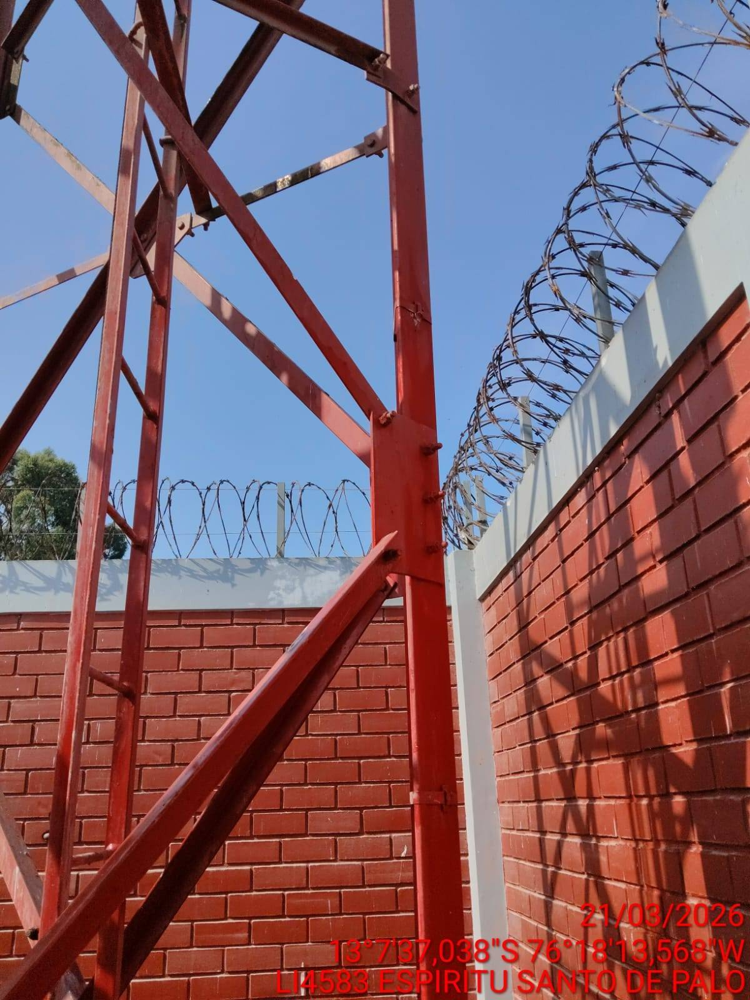 21/03/2026
13°7'37,038"S 76°18'13,568"W
LI4583 ESPIRITU SANTO DE PALO